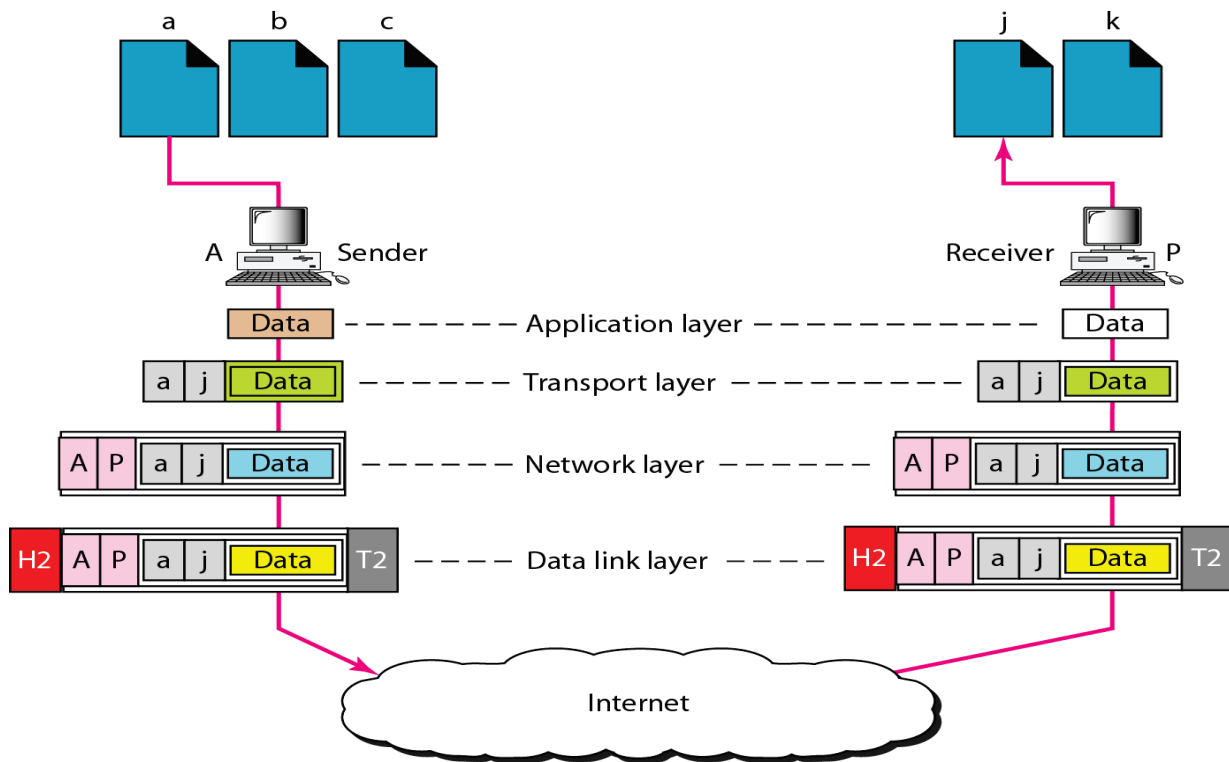 a b c j k
A Sender Receiver P
Data Application layer Data
a j Data Transport layer a j Data
A P a j Data Network layer A P a j Data
H2 A P a j Data T2 Data link layer H2 A P a j Data T2
Internet